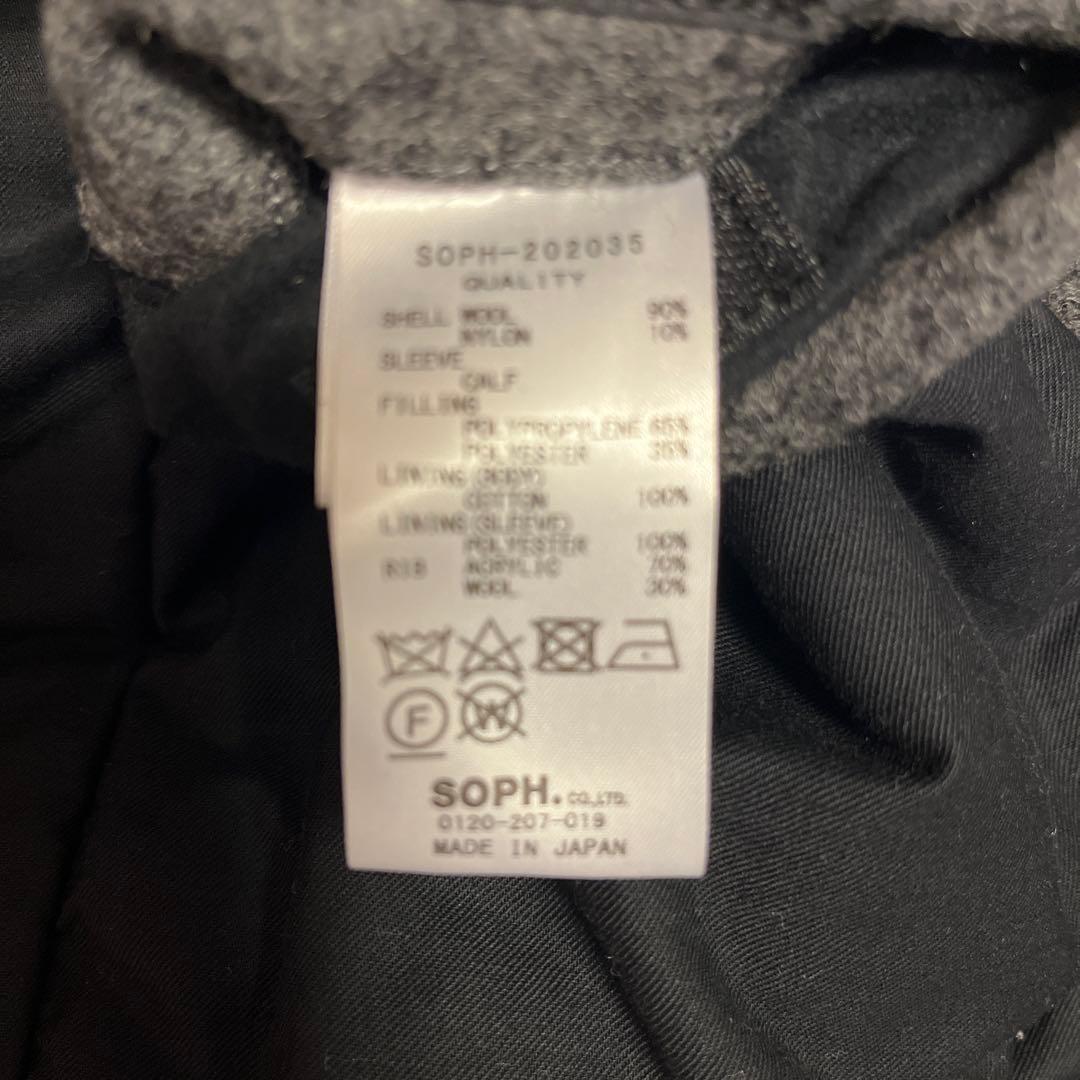 SOPH-202035
QUALITY
SHELL WOOL 90%
NYLON 10%
SLEEVE
CALF
FILLING
POLYPROPYLENE 65%
POLYESTER 35%
LINING(BODY)
COTTON 100%
LINING(SLEEVE)
POLYESTER 100%
RIB ACRYLIC 70%
WOOL 30%
F W
SOPH. CO.,LTD.
0120-207-019
MADE IN JAPAN